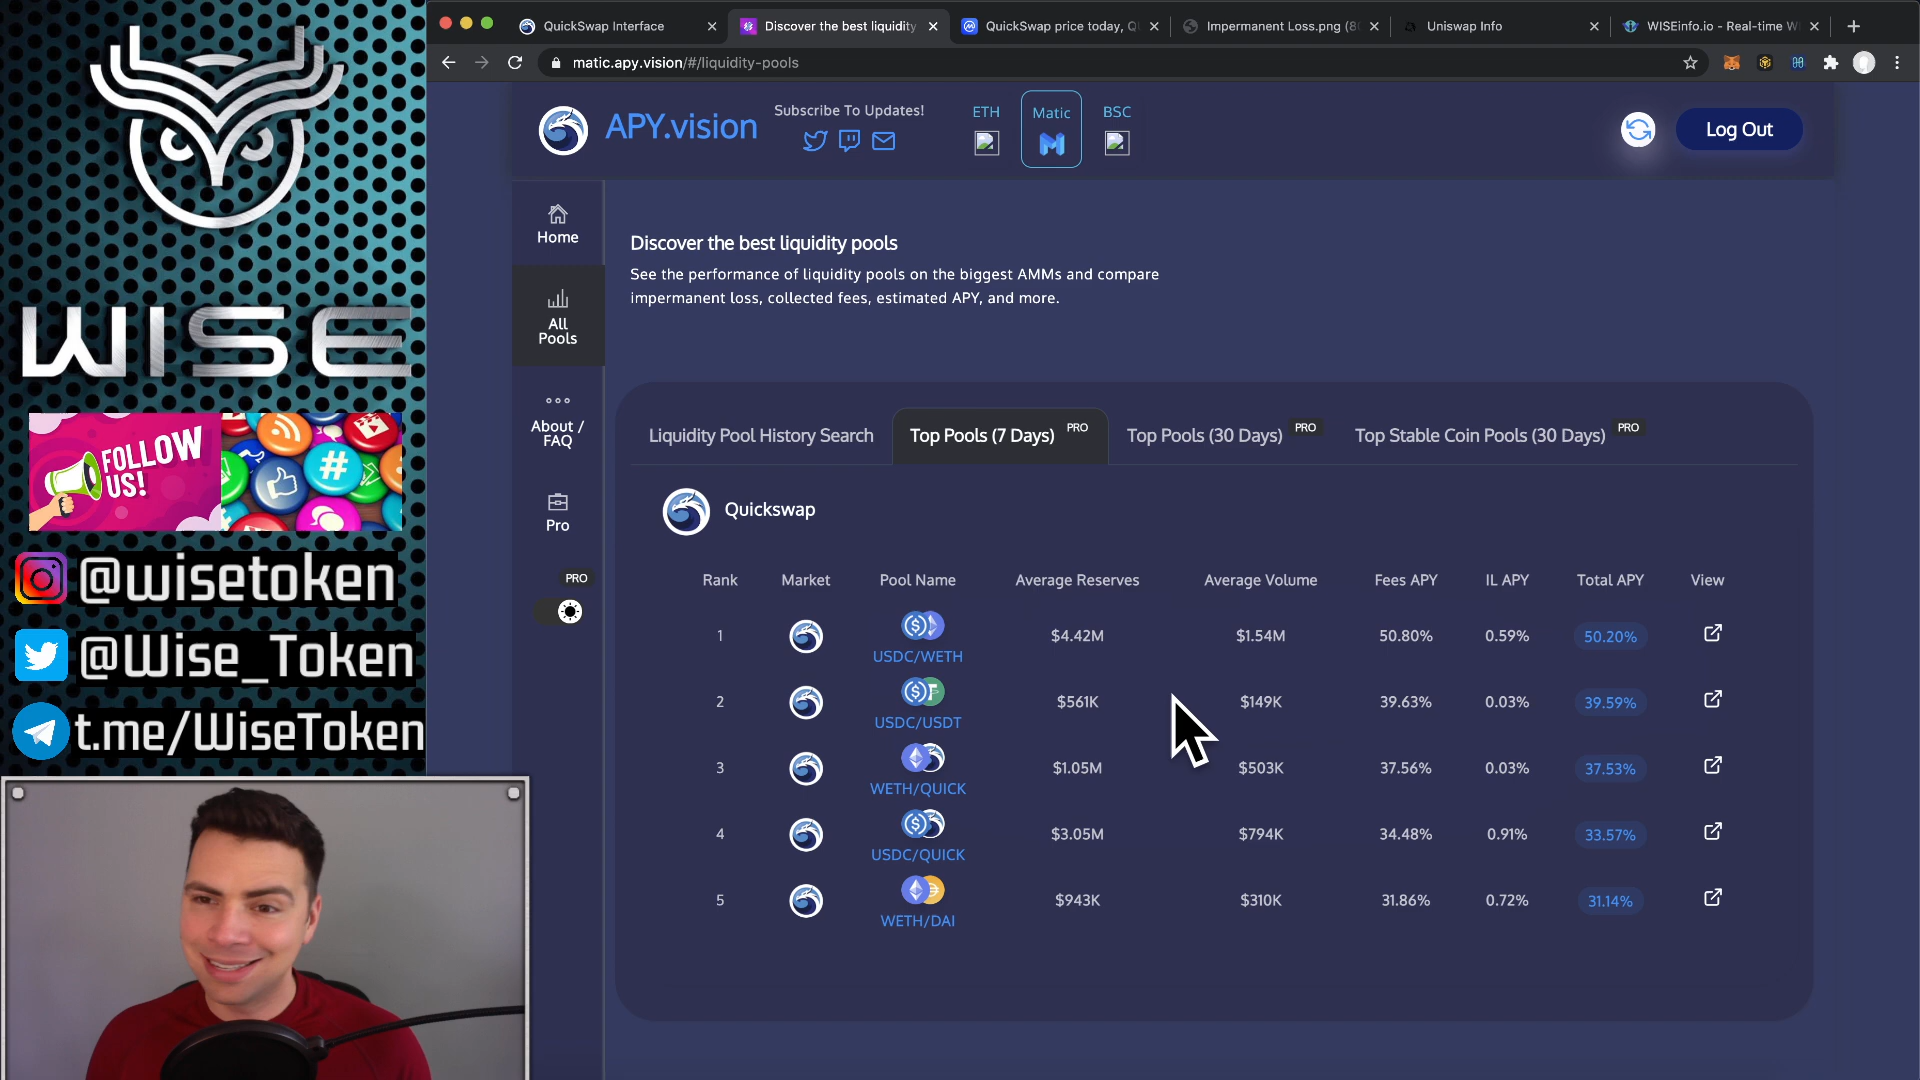 QuickSwap Interface
Discover the best liquidity
QuickSwap price today, Q
Impermanent Loss.png (8
Uniswap Info
WISEinfo.io - Real-time W
matic.apy.vision/#/liquidity-pools
APY.vision
Subscribe To Updates!
ETH
Matic
BSC
Log Out
Home
All
Pools
About /
FAQ
Pro
PRO
Discover the best liquidity pools
See the performance of liquidity pools on the biggest AMMs and compare
impermanent loss, collected fees, estimated APY, and more.
Liquidity Pool History Search
Top Pools (7 Days) PRO
Top Pools (30 Days) PRO
Top Stable Coin Pools (30 Days) PRO
Quickswap
Rank Market Pool Name Average Reserves Average Volume Fees APY IL APY Total APY View
1 USDC/WETH $4.42M $1.54M 50.80% 0.59% 50.20%
2 USDC/USDT $561K $149K 39.63% 0.03% 39.59%
3 WETH/QUICK $1.05M $503K 37.56% 0.03% 37.53%
4 USDC/QUICK $3.05M $794K 34.48% 0.91% 33.57%
5 WETH/DAI $943K $310K 31.86% 0.72% 31.14%
WISE
FOLLOW
US!
#
@wisetoken
@Wise_Token
t.me/WiseToken